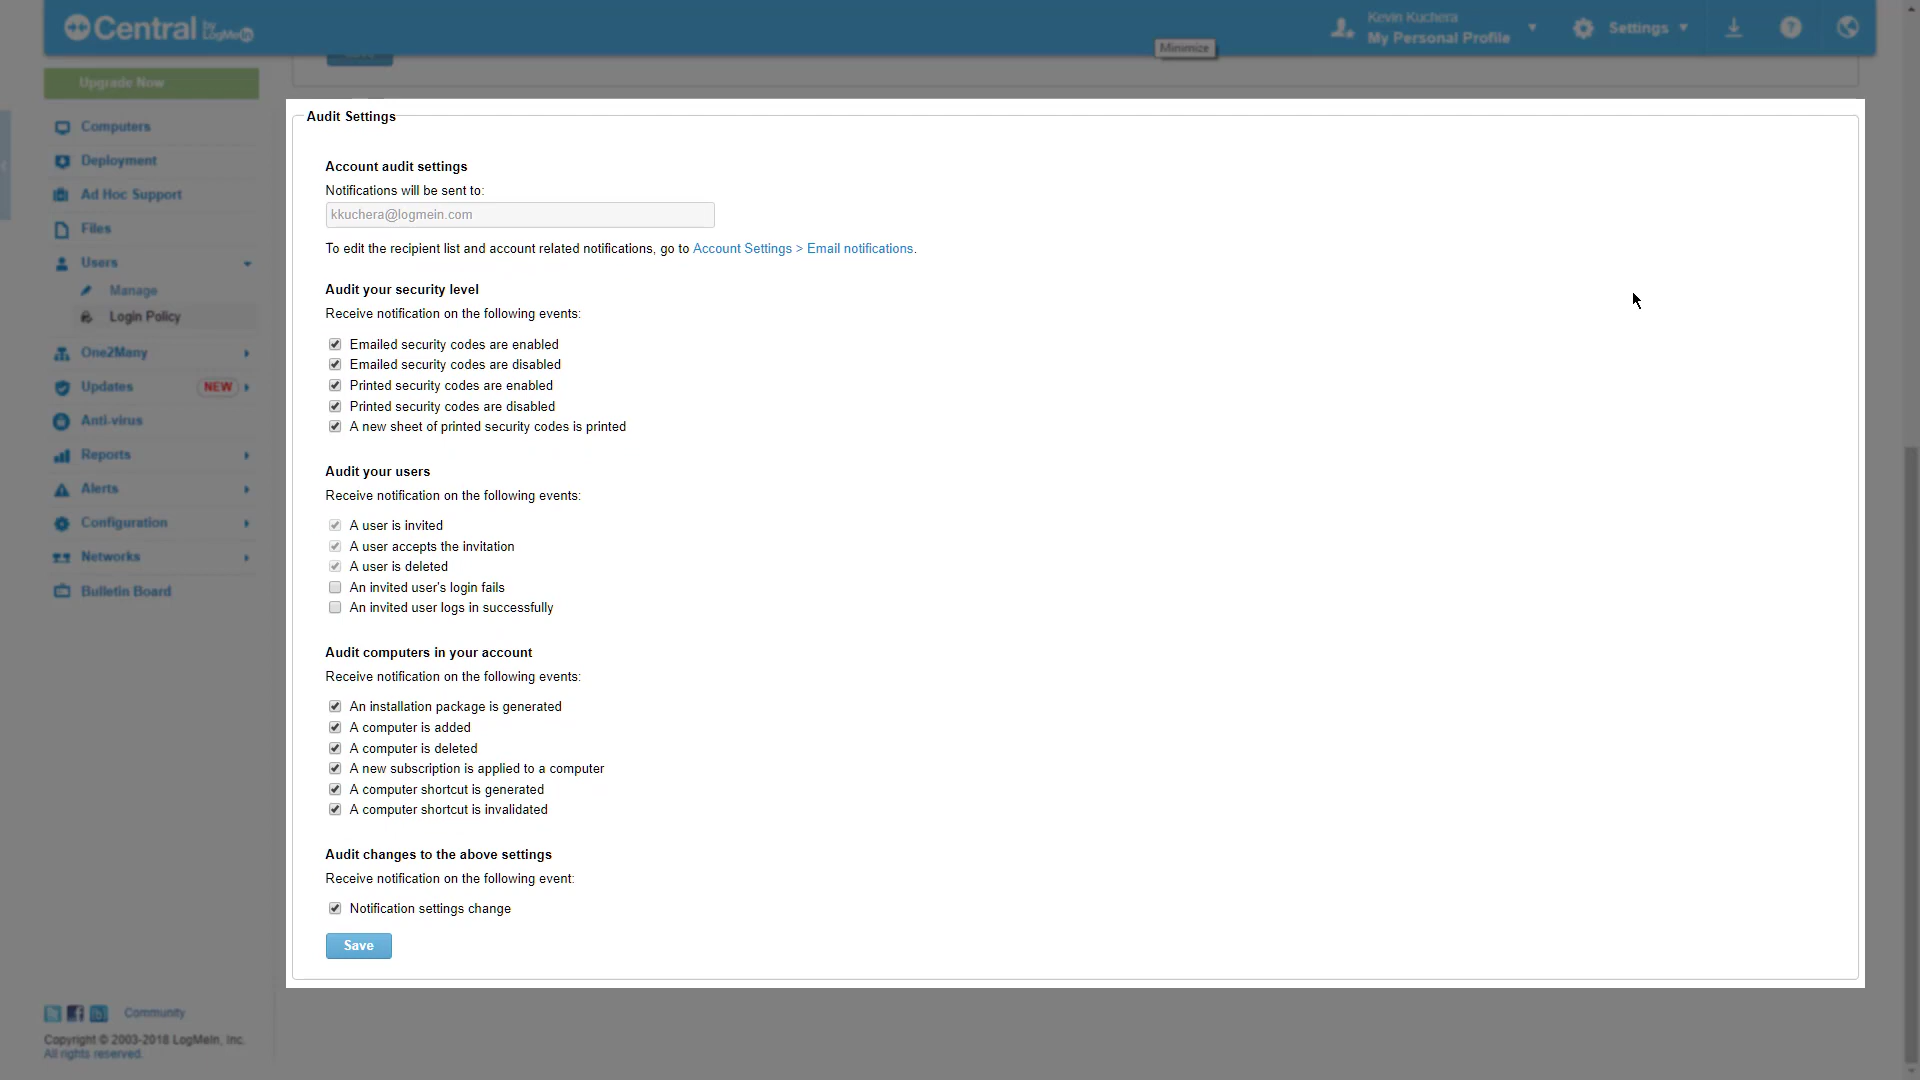 Central by LogMeIn
Minimize
Kevin Kuchera
My Personal Profile
Settings
Upgrade Now
Computers
Deployment
Ad Hoc Support
Files
Users
Manage
Login Policy
One2Many
Updates NEW
Anti-virus
Reports
Alerts
Configuration
Networks
Bulletin Board
Community
Copyright © 2003-2018 LogMeIn, Inc.
All rights reserved.
Audit Settings
Account audit settings
Notifications will be sent to:
kkuchera@logmein.com
To edit the recipient list and account related notifications, go to Account Settings > Email notifications.
Audit your security level
Receive notification on the following events:
Emailed security codes are enabled
Emailed security codes are disabled
Printed security codes are enabled
Printed security codes are disabled
A new sheet of printed security codes is printed
Audit your users
Receive notification on the following events:
A user is invited
A user accepts the invitation
A user is deleted
An invited user's login fails
An invited user logs in successfully
Audit computers in your account
Receive notification on the following events:
An installation package is generated
A computer is added
A computer is deleted
A new subscription is applied to a computer
A computer shortcut is generated
A computer shortcut is invalidated
Audit changes to the above settings
Receive notification on the following event:
Notification settings change
Save